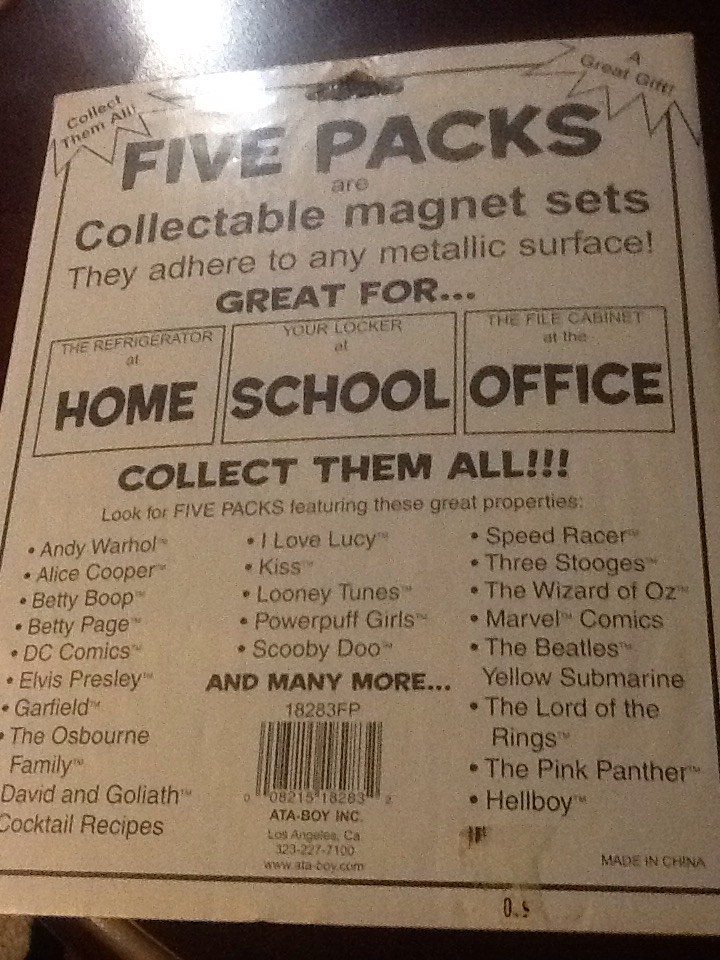 Collect
Them All!
A
Great Gift!
FIVE PACKS
are
Collectable magnet sets
They adhere to any metallic surface!
GREAT FOR...
THE REFRIGERATOR
at
HOME
YOUR LOCKER
at
SCHOOL
THE FILE CABINET
at the
OFFICE
COLLECT THEM ALL!!!
Look for FIVE PACKS featuring these great properties:
• Andy Warhol™
• Alice Cooper™
• Betty Boop™
• Betty Page™
• DC Comics™
• Elvis Presley™
• Garfield™
• The Osbourne
Family™
David and Goliath™
Cocktail Recipes
• I Love Lucy™
• Kiss™
• Looney Tunes™
• Powerpuff Girls™
• Scooby Doo™
AND MANY MORE...
18283FP
0 08215 18283 2
ATA-BOY INC.
Los Angeles, Ca
323-227-7100
www.ata-boy.com
• Speed Racer™
• Three Stooges™
• The Wizard of Oz™
• Marvel™ Comics
• The Beatles™
Yellow Submarine
• The Lord of the
Rings™
• The Pink Panther™
• Hellboy™
MADE IN CHINA